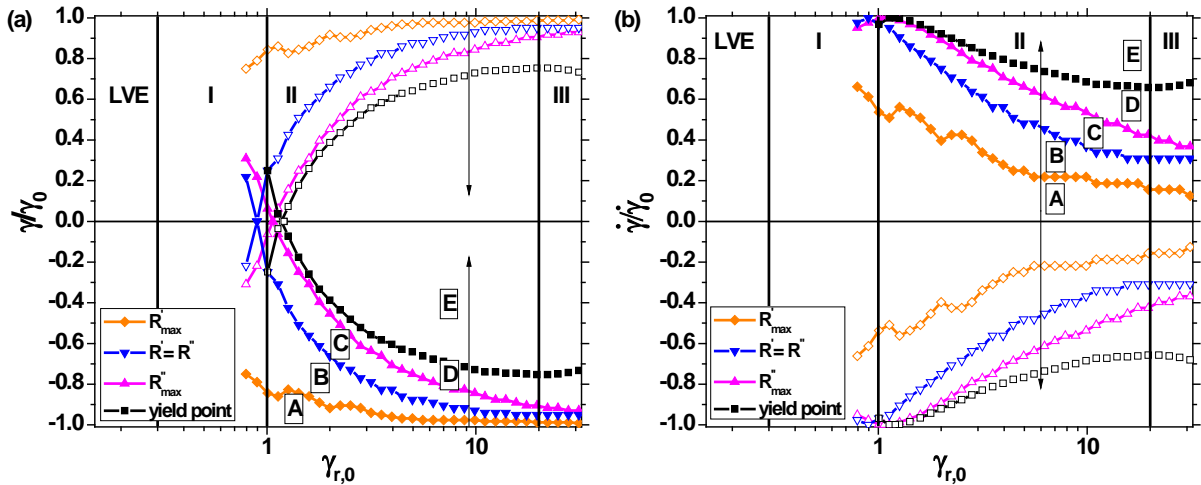 (a)
1.0
0.8
0.6
0.4
0.2
0.0
-0.2
-0.4
-0.6
-0.8
-1.0
γ/γ₀
LVE
I
II
III
E
D
C
B
A
R'max
R'= R"
R"max
yield point
1
10
γr,0
(b)
1.0
0.8
0.6
0.4
0.2
0.0
-0.2
-0.4
-0.6
-0.8
-1.0
γ̇/γ̇₀
LVE
I
II
III
E
D
C
B
A
R'max
R'= R"
R"max
yield point
1
10
γr,0